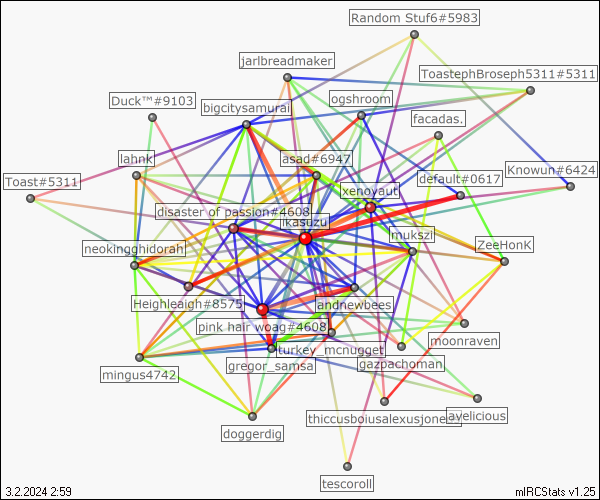 Random Stuf6#5983
jarlbreadmaker
ToastephBroseph5311#5311
Duck™#9103
ogshroom
bigcitysamurai
facadas.
lahnk
asad#6947
Knowun#6424
default#0617
Toast#5311
xenoyaut
disaster of passion#4608
ikasuzu
mukszi
neokingghidorah
ZeeHonK
Heighleigh#8575
andnewbees
pink hair woag#4608
moonraven
turkey_mcnugget
gregor_samsa
gazpachoman
mingus4742
thiccusboiusalexusjones
avelicious
doggerdig
tescoroll
3.2.2024 2:59
mIRCStats v1.25